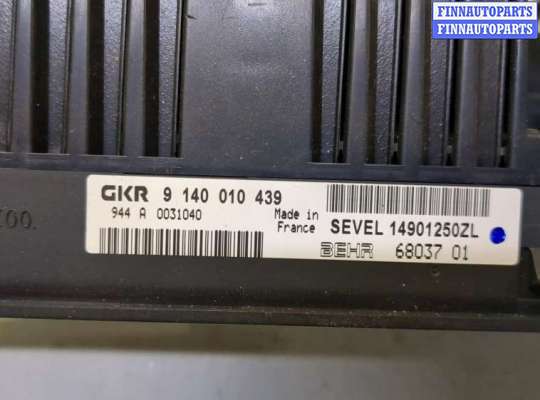 FINNAUTOPARTS
FINNAUTOPARTS
GKR 9 140 010 439
944 A 0031040
Made in
France
SEVEL 14901250ZL
BEHR 68037 01